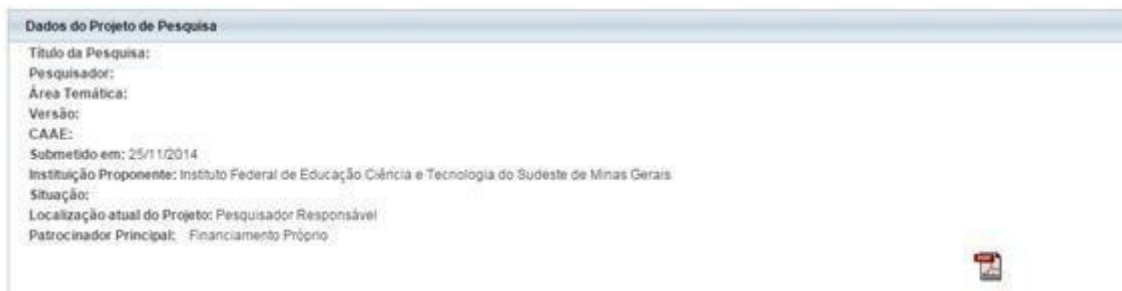 Dados do Projeto de Pesquisa
Título da Pesquisa:
Pesquisador:
Área Temática:
Versão:
CAAE:
Submetido em: 25/11/2014
Instituição Proponente: Instituto Federal de Educação Ciência e Tecnologia do Sudeste de Minas Gerais
Situação:
Localização atual do Projeto: Pesquisador Responsável
Patrocinador Principal: Financiamento Próprio